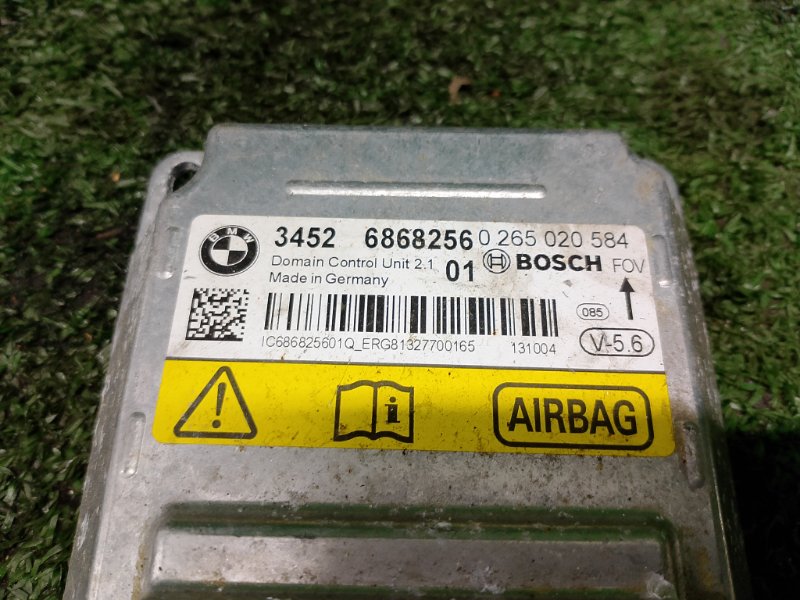 BMW
3452 6868256 0 265 020 584
Domain Control Unit 2.1 01 BOSCH FOV
Made in Germany
085
V-5.6
IC686825601Q_ERG81327700165 131004
i
AIRBAG